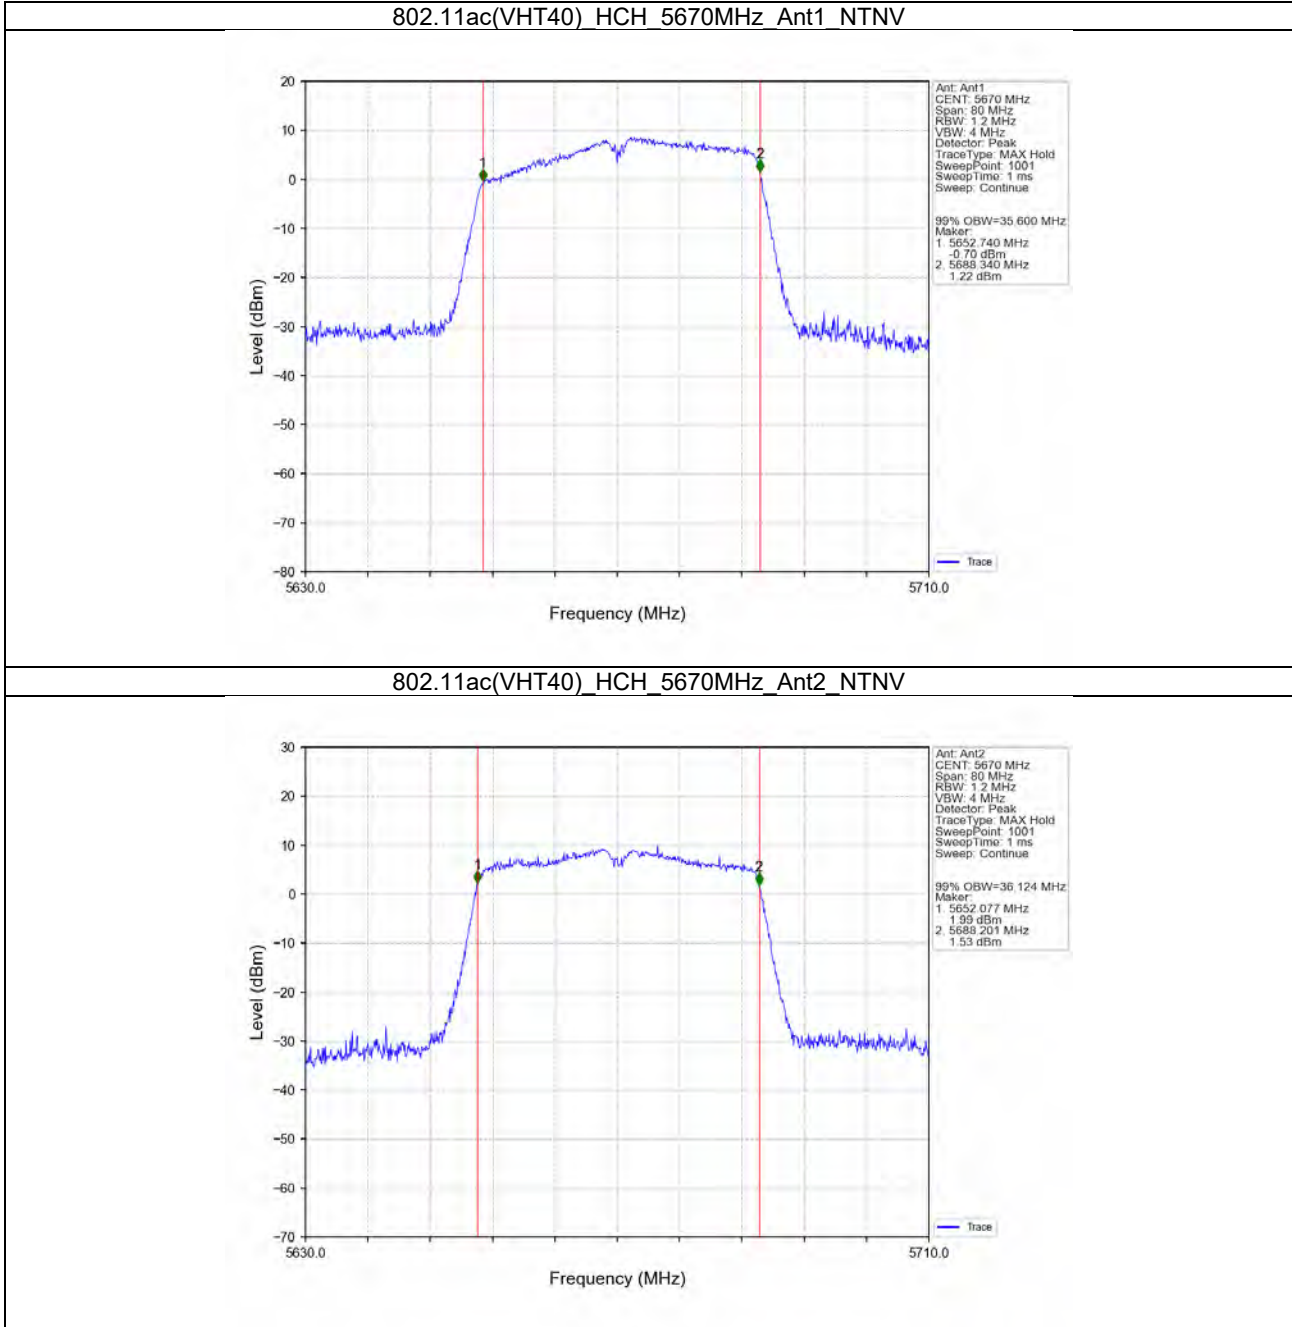 802.11ac(VHT40)_HCH_5670MHz_Ant1_NTNV
20
10
0
−10
−20
−30
−40
−50
−60
−70
−80
Level (dBm)
1
2
5630.0
5710.0
Frequency (MHz)
Ant: Ant1
CENT: 5670 MHz
Span: 80 MHz
RBW: 1.2 MHz
VBW: 4 MHz
Detector: Peak
TraceType: MAX Hold
SweepPoint: 1001
SweepTime: 1 ms
Sweep: Continue
99% OBW=35.600 MHz
Maker:
1. 5652.740 MHz
-0.70 dBm
2. 5688.340 MHz
1.22 dBm
Trace
802.11ac(VHT40)_HCH_5670MHz_Ant2_NTNV
30
20
10
0
−10
−20
−30
−40
−50
−60
−70
Level (dBm)
1
2
5630.0
5710.0
Frequency (MHz)
Ant: Ant2
CENT: 5670 MHz
Span: 80 MHz
RBW: 1.2 MHz
VBW: 4 MHz
Detector: Peak
TraceType: MAX Hold
SweepPoint: 1001
SweepTime: 1 ms
Sweep: Continue
99% OBW=36.124 MHz
Maker:
1. 5652.077 MHz
1.99 dBm
2. 5688.201 MHz
1.53 dBm
Trace